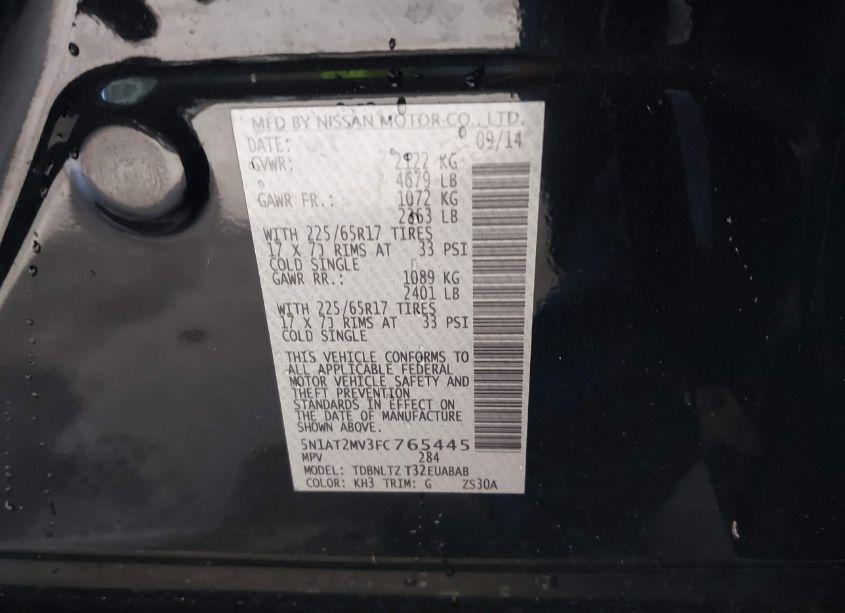 MFD BY NISSAN MOTOR CO., LTD.
DATE: 09/14
GVWR: 2122 KG
4679 LB
GAWR FR.: 1072 KG
2363 LB
WITH 225/65R17 TIRES
17 X 7J RIMS AT 33 PSI
COLD SINGLE
GAWR RR.: 1089 KG
2401 LB
WITH 225/65R17 TIRES
17 X 7J RIMS AT 33 PSI
COLD SINGLE
THIS VEHICLE CONFORMS TO
ALL APPLICABLE FEDERAL
MOTOR VEHICLE SAFETY AND
THEFT PREVENTION
STANDARDS IN EFFECT ON
THE DATE OF MANUFACTURE
SHOWN ABOVE.
5N1AT2MV3FC765445
MPV 284
MODEL: TDBNLTZ T32EUABAB
COLOR: KH3 TRIM: G ZS30A